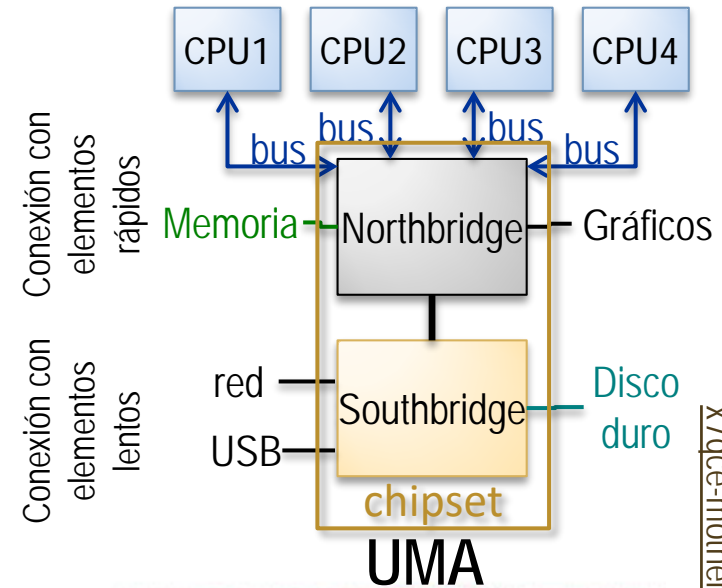 CPU1
CPU2
CPU3
CPU4
bus
bus
bus
bus
Conexión con
elementos
rápidos
Memoria
Northbridge
Gráficos
Conexión con
elementos
lentos
red
USB
Southbridge
Disco
duro
chipset
UMA